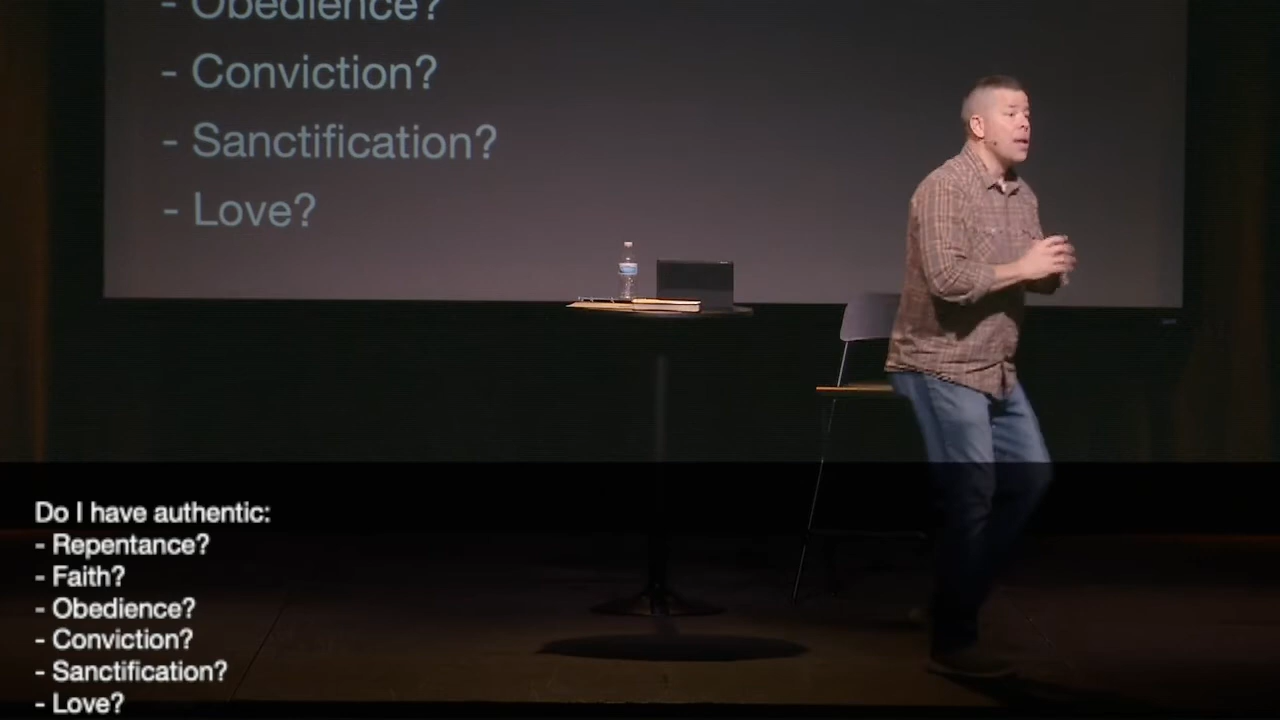 - Obedience?
- Conviction?
- Sanctification?
- Love?
Do I have authentic:
- Repentance?
- Faith?
- Obedience?
- Conviction?
- Sanctification?
- Love?